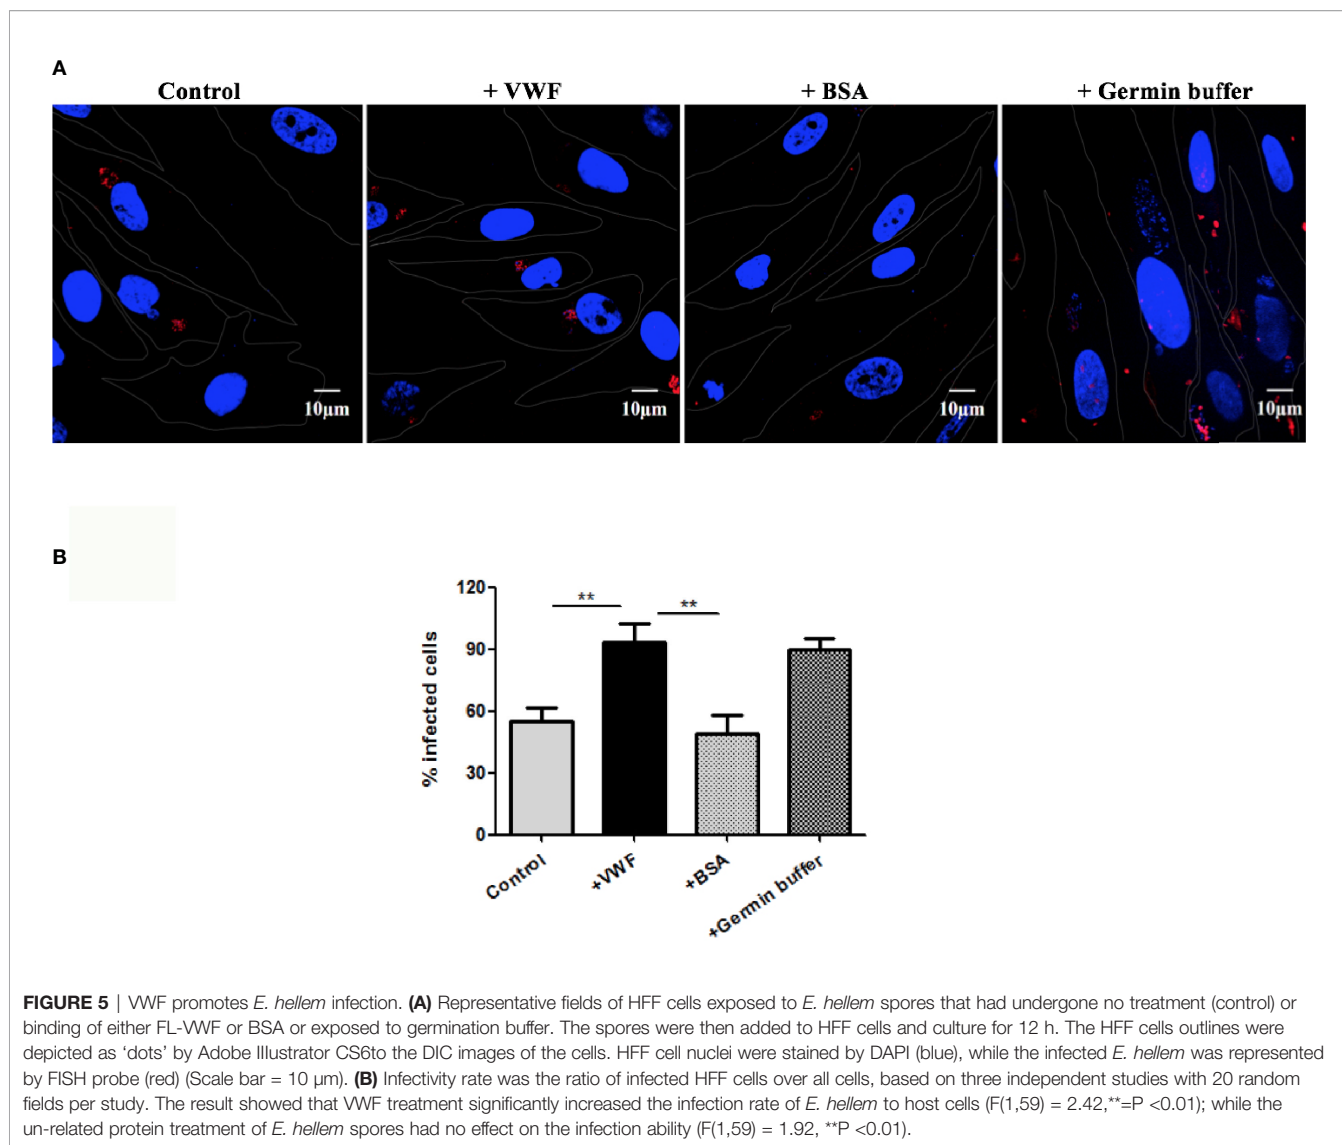 A
Control
+ VWF
+ BSA
+ Germin buffer
10µm
10µm
10µm
10µm
B
% infected cells
120
90
60
30
0
**
**
Control
+VWF
+BSA
+Germin buffer
FIGURE 5 | VWF promotes E. hellem infection. (A) Representative fields of HFF cells exposed to E. hellem spores that had undergone no treatment (control) or
binding of either FL-VWF or BSA or exposed to germination buffer. The spores were then added to HFF cells and culture for 12 h. The HFF cells outlines were
depicted as ‘dots’ by Adobe Illustrator CS6to the DIC images of the cells. HFF cell nuclei were stained by DAPI (blue), while the infected E. hellem was represented
by FISH probe (red) (Scale bar = 10 µm). (B) Infectivity rate was the ratio of infected HFF cells over all cells, based on three independent studies with 20 random
fields per study. The result showed that VWF treatment significantly increased the infection rate of E. hellem to host cells (F(1,59) = 2.42,**=P <0.01); while the
un-related protein treatment of E. hellem spores had no effect on the infection ability (F(1,59) = 1.92, **P <0.01).